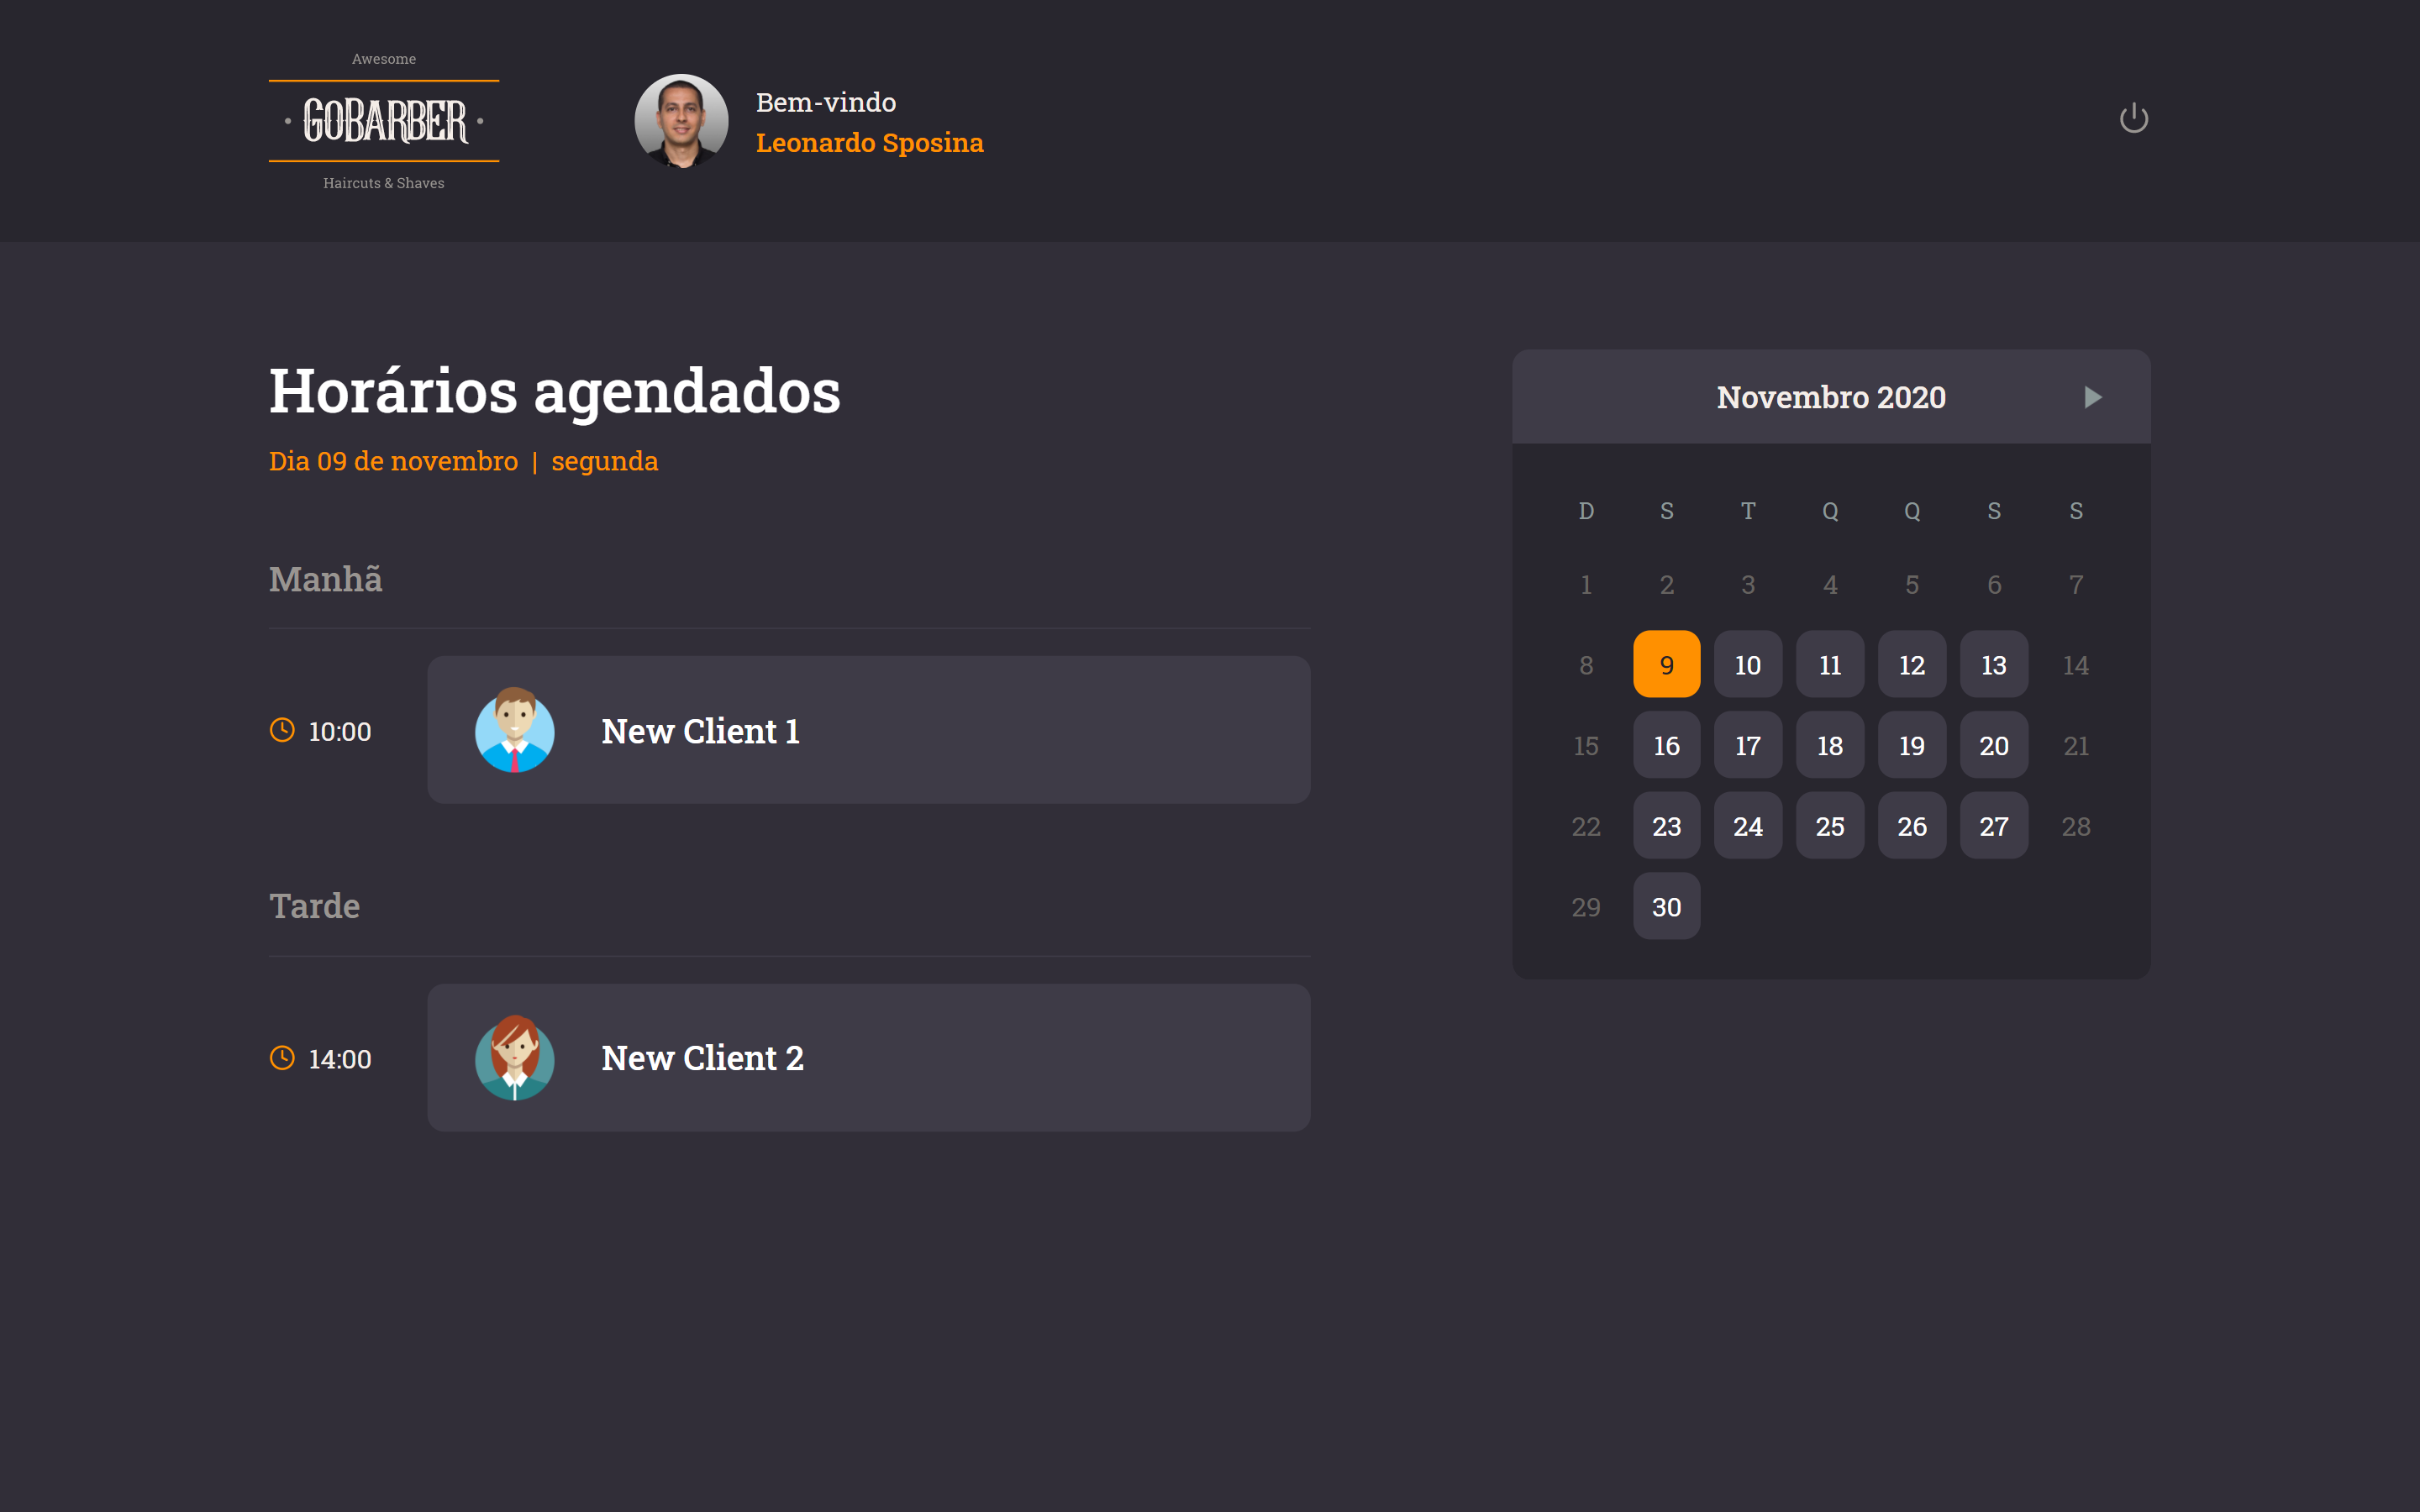 Awesome
GOBARBER
Haircuts & Shaves
Bem-vindo
Leonardo Sposina
Horários agendados
Dia 09 de novembro | segunda
Manhã
10:00 New Client 1
Tarde
14:00 New Client 2
Novembro 2020
D S T Q Q S S
1 2 3 4 5 6 7
8 9 10 11 12 13 14
15 16 17 18 19 20 21
22 23 24 25 26 27 28
29 30